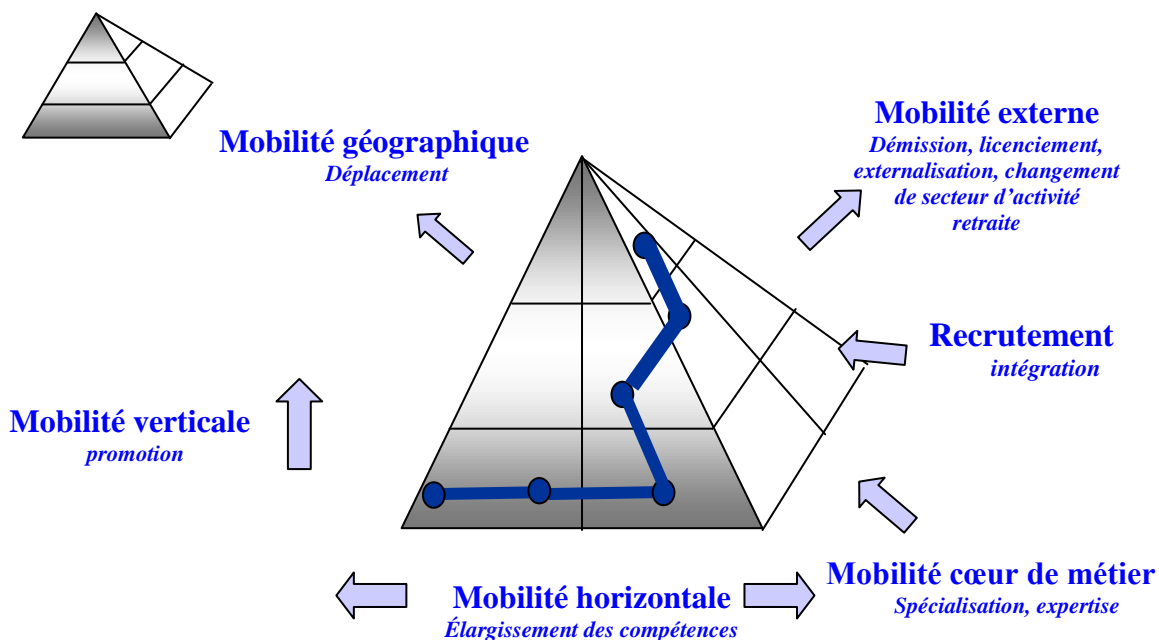 Mobilité géographique
Déplacement
Mobilité externe
Démission, licenciement,
externalisation, changement
de secteur d’activité
retraite
Recrutement
intégration
Mobilité verticale
promotion
Mobilité horizontale
Élargissement des compétences
Mobilité cœur de métier
Spécialisation, expertise